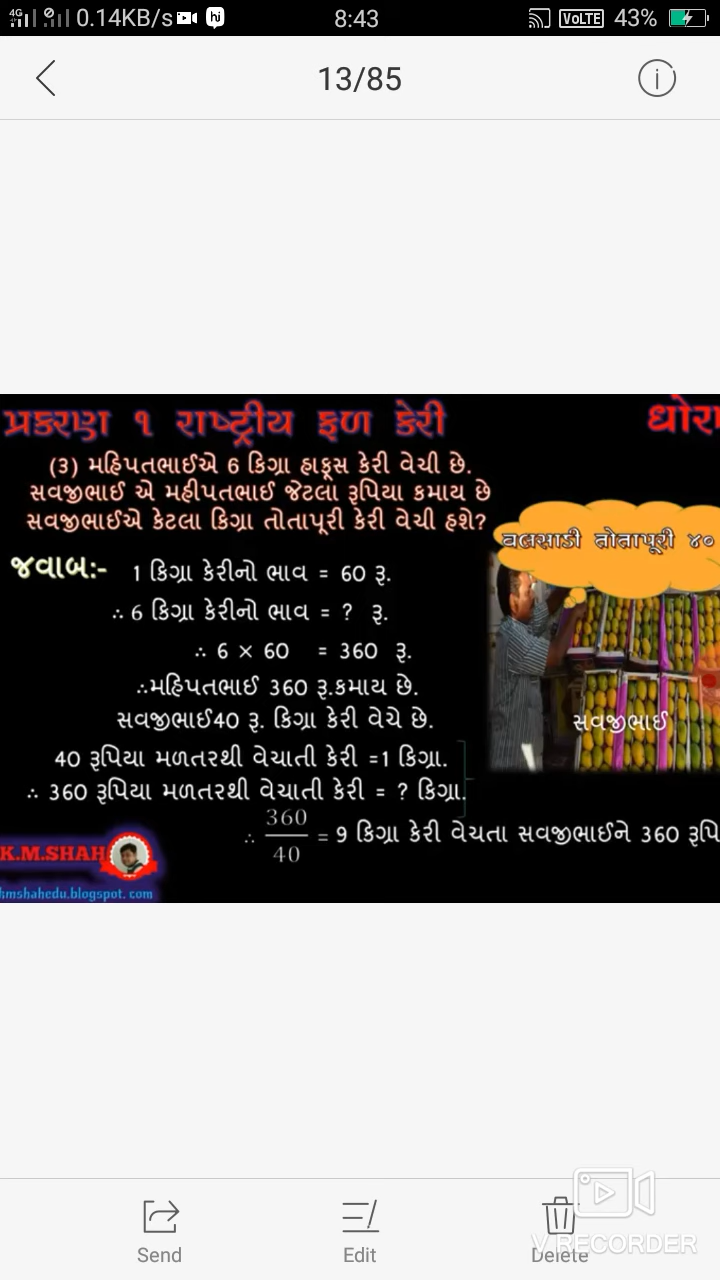 4G 0.14KB/s hj 8:43 VoLTE 43%
13/85
પ્રકરણ ૧ રાષ્ટ્રીય ફળ કેરી
(3) મહિપતભાઈએ 6 કિગ્રા હાફૂસ કેરી વેચી છે.
સવજીભાઈ એ મહીપતભાઈ જેટલા રૂપિયા કમાય છે
સવજીભાઈએ કેટલા કિગ્રા તોતાપૂરી કેરી વેચી હશે?
વલસાડી તોતાપૂરી ૪૦
જવાબ:- 1 કિગ્રા કેરીનો ભાવ = 60 રૂ.
∴ 6 કિગ્રા કેરીનો ભાવ = ? રૂ.
∴ 6 × 60 = 360 રૂ.
∴મહિપતભાઈ 360 રૂ.કમાય છે.
સવજીભાઈ40 રૂ. કિગ્રા કેરી વેચે છે.
સવજીભાઈ
40 રૂપિયા મળતરથી વેચાતી કેરી =1 કિગ્રા.
∴ 360 રૂપિયા મળતરથી વેચાતી કેરી = ? કિગ્રા.
∴ 360/40 = 9 કિગ્રા કેરી વેચતા સવજીભાઈને 360 રૂપિ
K.M.SHAH
kmshahedu.blogspot. com
Send Edit Delete
V RECORDER